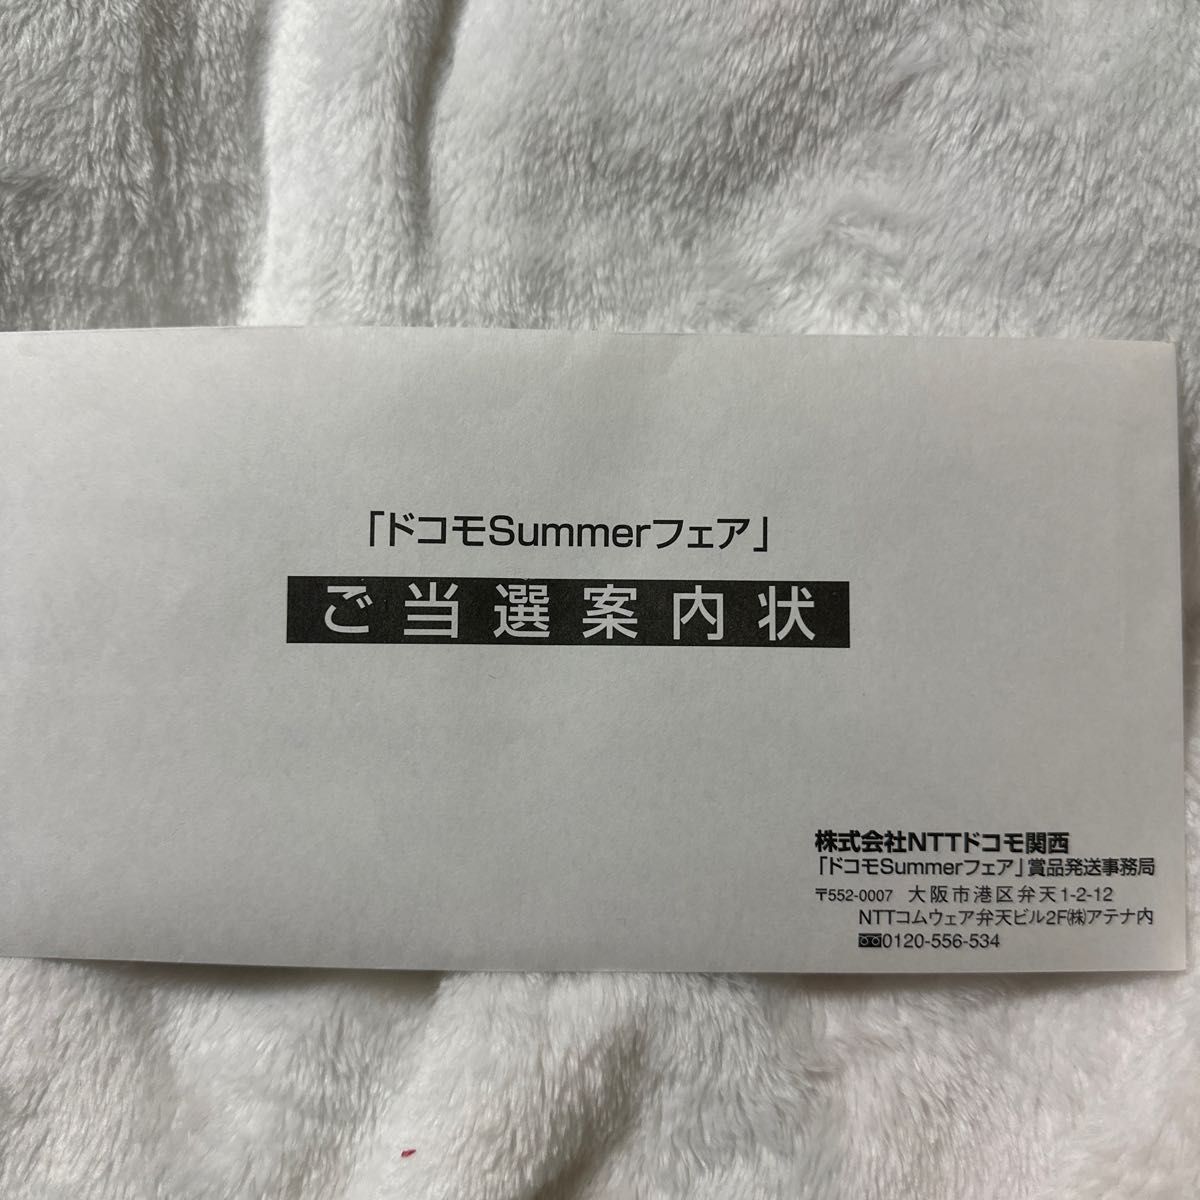 「ドコモSummerフェア」
ご当選案内状
株式会社NTTドコモ関西
「ドコモSummerフェア」賞品発送事務局
〒552-0007 大阪市港区弁天1-2-12
NTTコムウェア弁天ビル2F㈱アテナ内
0120-556-534